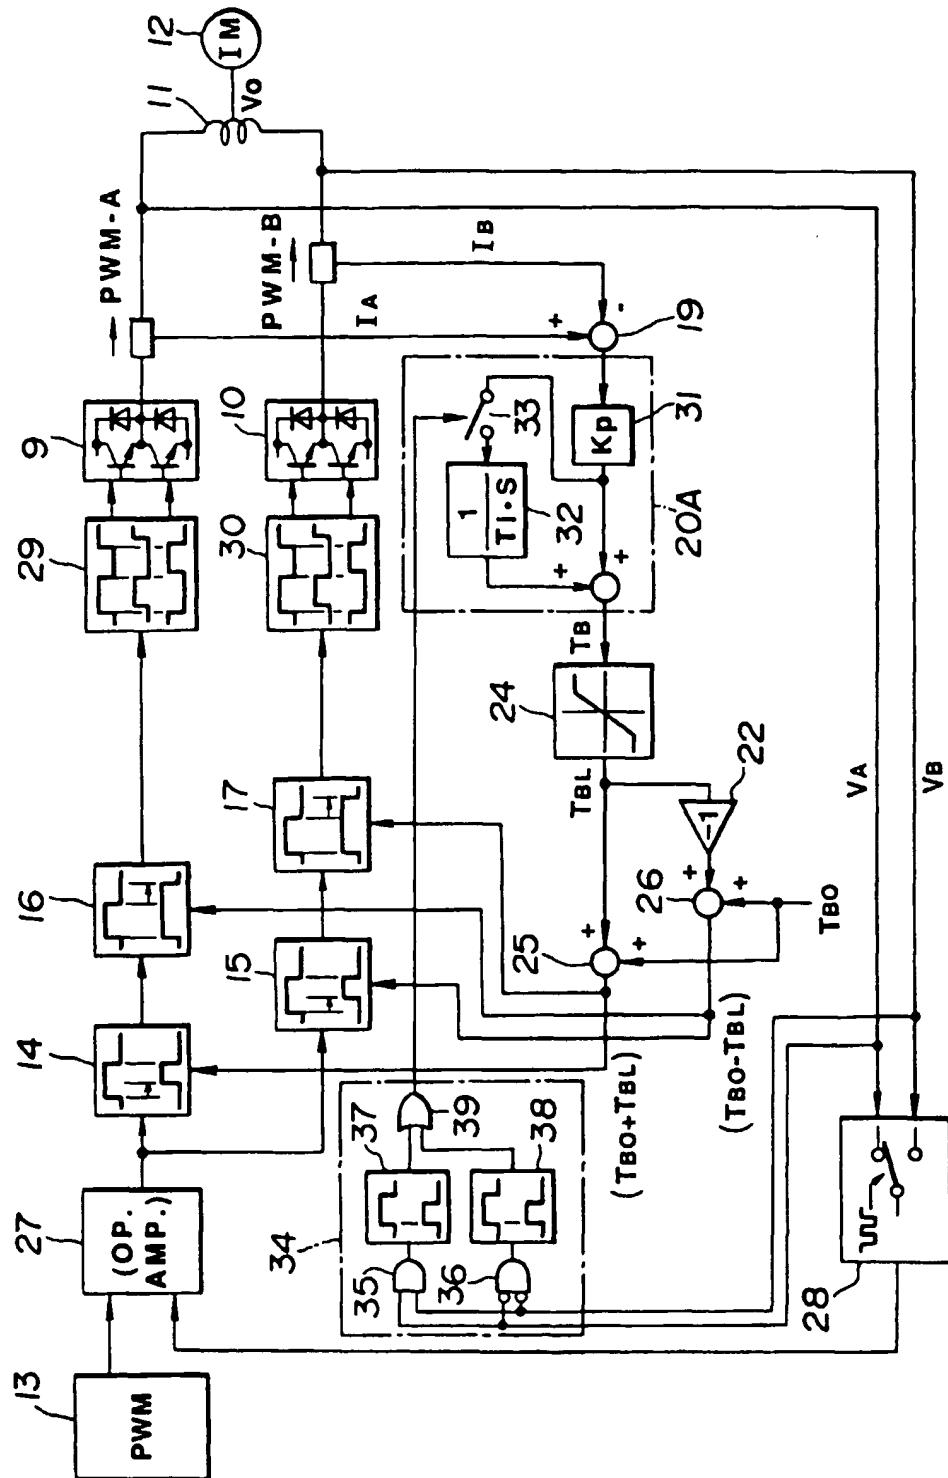 13
PWM
27
(OP.
AMP.)
14
16
29
9
PWM-A
11
12
IM
Vo
15
17
30
10
PWM-B
IA
IB
34
35
37
36
38
39
33
1
TI·S
32
Kp
31
20A
+
-
19
+
+
TB
24
TBL
22
-1
+
+
25
+
+
26
TBO
(TBO+TBL)
(TBO-TBL)
VA
VB
28